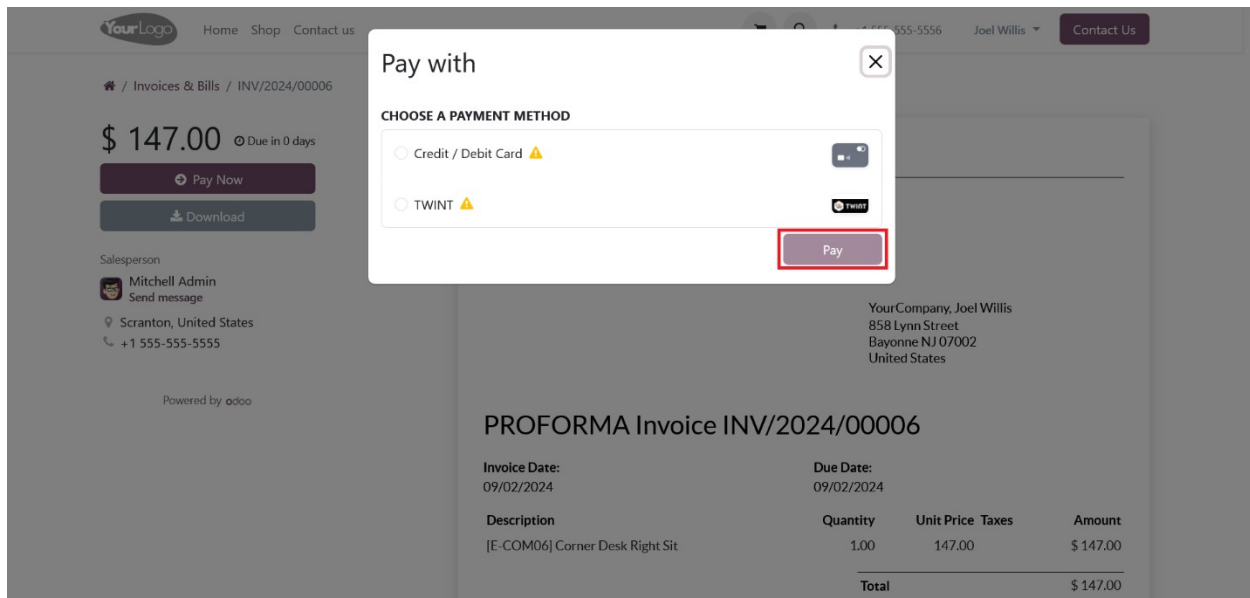 YourLogo Home Shop Contact us 555-5556 Joel Willis Contact Us
/ Invoices & Bills / INV/2024/00006
$ 147.00 Due in 0 days
Pay Now
Download
Salesperson
Mitchell Admin
Send message
Scranton, United States
+1 555-555-5555
Powered by odoo
Pay with
CHOOSE A PAYMENT METHOD
Credit / Debit Card
TWINT TWINT
Pay
YourCompany, Joel Willis
858 Lynn Street
Bayonne NJ 07002
United States
PROFORMA Invoice INV/2024/00006
Invoice Date: Due Date:
09/02/2024 09/02/2024
Description Quantity Unit Price Taxes Amount
[E-COM06] Corner Desk Right Sit 1.00 147.00 $ 147.00
Total $ 147.00